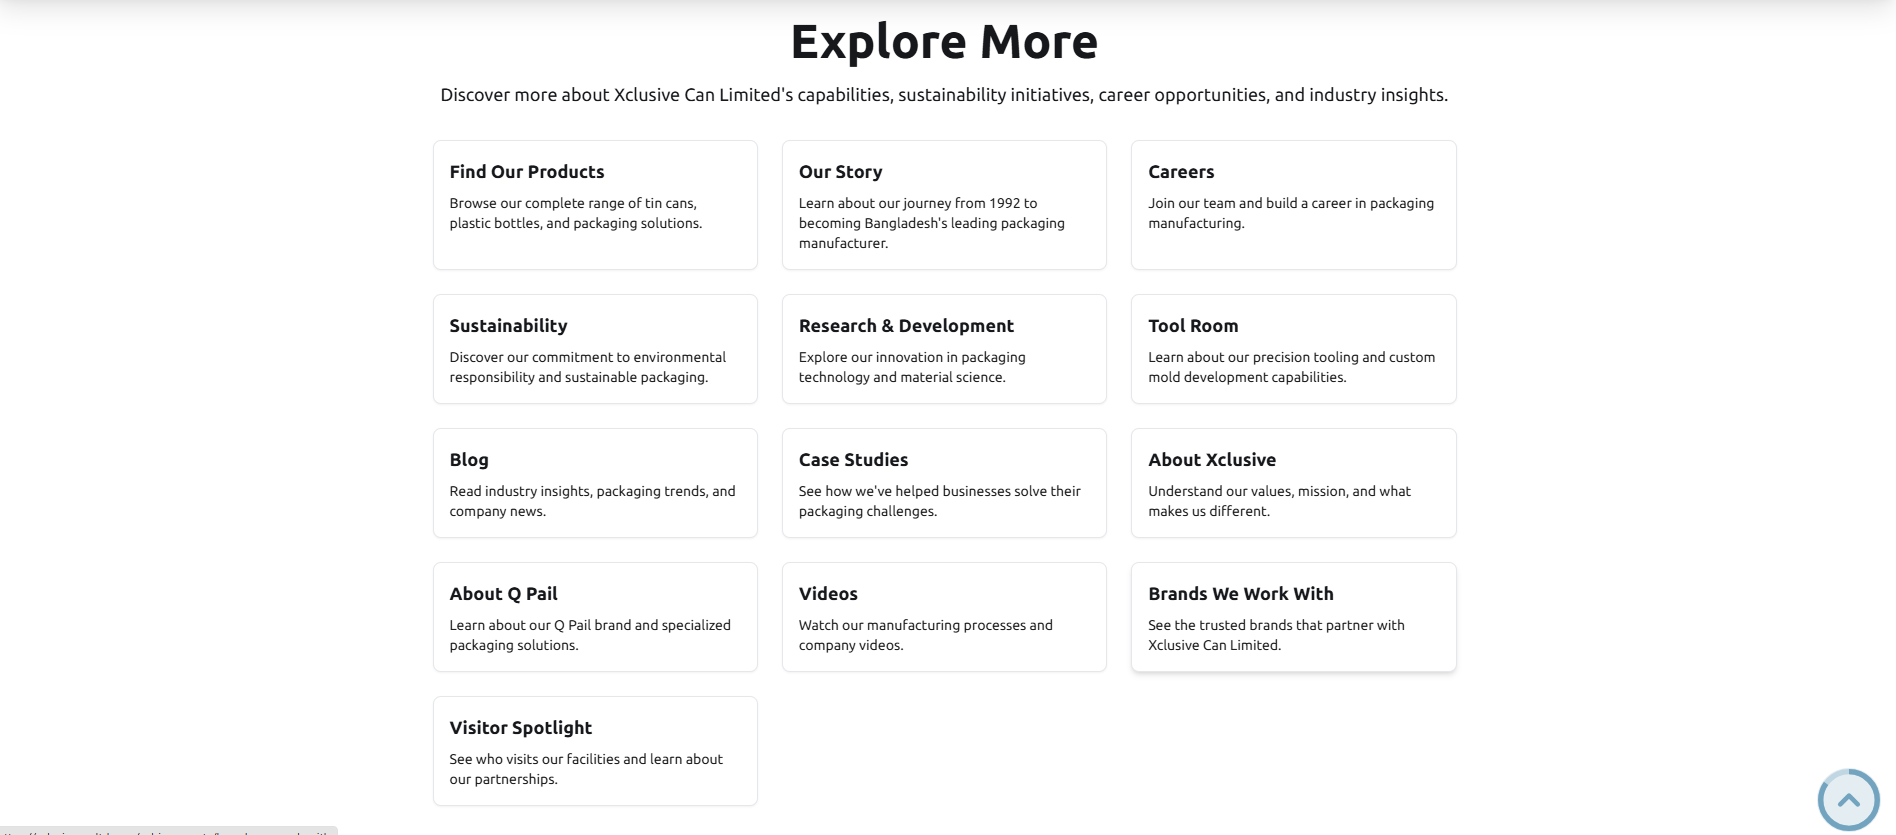 Explore More
Discover more about Xclusive Can Limited's capabilities, sustainability initiatives, career opportunities, and industry insights.
Find Our Products
Browse our complete range of tin cans,
plastic bottles, and packaging solutions.
Our Story
Learn about our journey from 1992 to
becoming Bangladesh's leading packaging
manufacturer.
Careers
Join our team and build a career in packaging
manufacturing.
Sustainability
Discover our commitment to environmental
responsibility and sustainable packaging.
Research & Development
Explore our innovation in packaging
technology and material science.
Tool Room
Learn about our precision tooling and custom
mold development capabilities.
Blog
Read industry insights, packaging trends, and
company news.
Case Studies
See how we've helped businesses solve their
packaging challenges.
About Xclusive
Understand our values, mission, and what
makes us different.
About Q Pail
Learn about our Q Pail brand and specialized
packaging solutions.
Videos
Watch our manufacturing processes and
company videos.
Brands We Work With
See the trusted brands that partner with
Xclusive Can Limited.
Visitor Spotlight
See who visits our facilities and learn about
our partnerships.